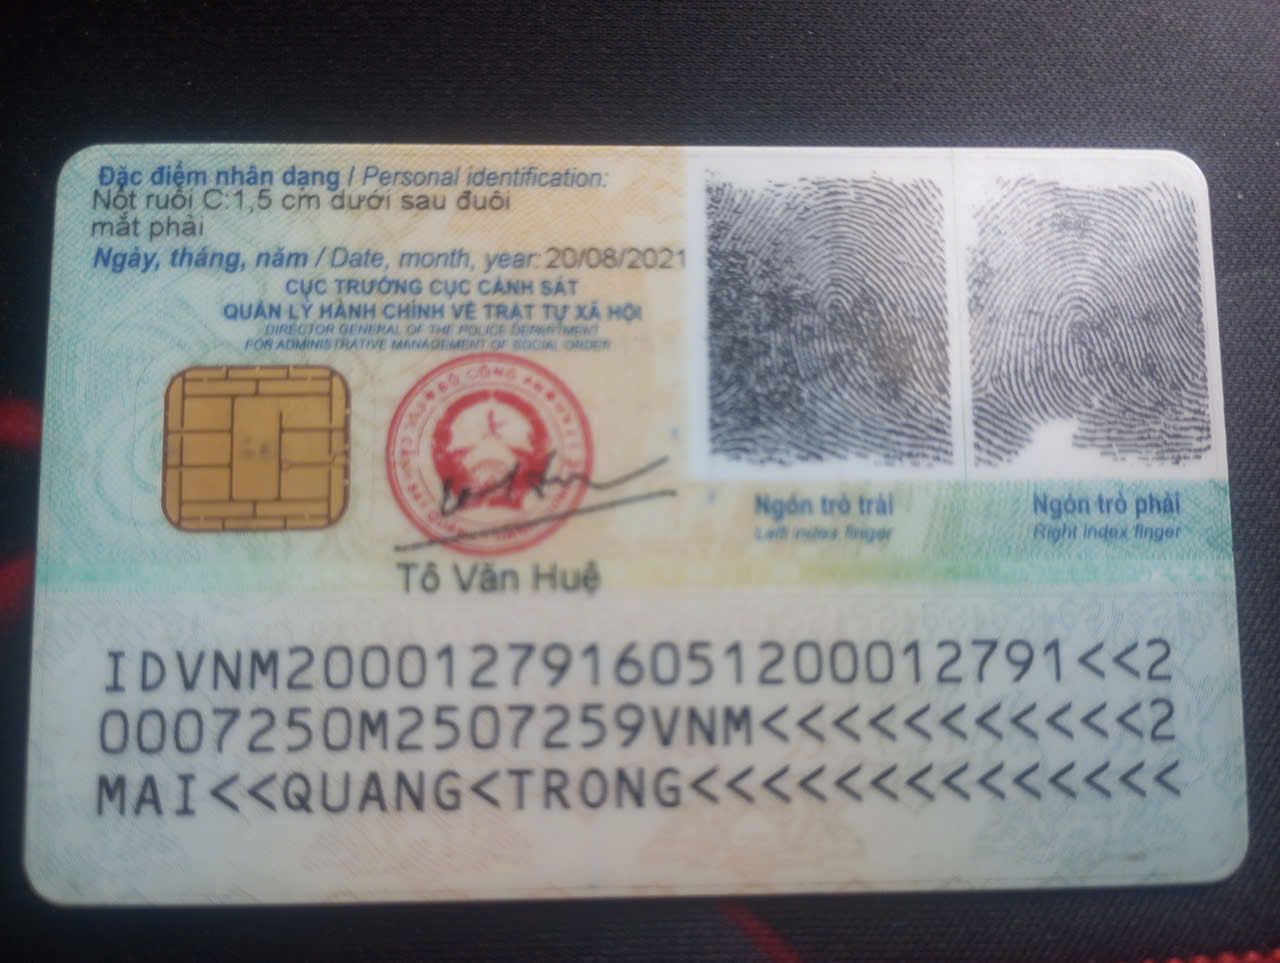 Đặc điểm nhân dạng / Personal identification:
Nốt ruồi C:1,5 cm dưới sau đuôi
mắt phải
Ngày, tháng, năm / Date, month, year: 20/08/2021
CỤC TRƯỞNG CỤC CẢNH SÁT
QUẢN LÝ HÀNH CHÍNH VỀ TRẬT TỰ XÃ HỘI
DIRECTOR GENERAL OF THE POLICE DEPARTMENT
FOR ADMINISTRATIVE MANAGEMENT OF SOCIAL ORDER
BỘ CÔNG AN
Tô Văn Huệ
Ngón trỏ trái
Left index finger
Ngón trỏ phải
Right index finger
IDVNM2000127916051200012791<<2
0007250M2507259VNM<<<<<<<<<<<2
MAI<<QUANG<TRONG<<<<<<<<<<<<<<